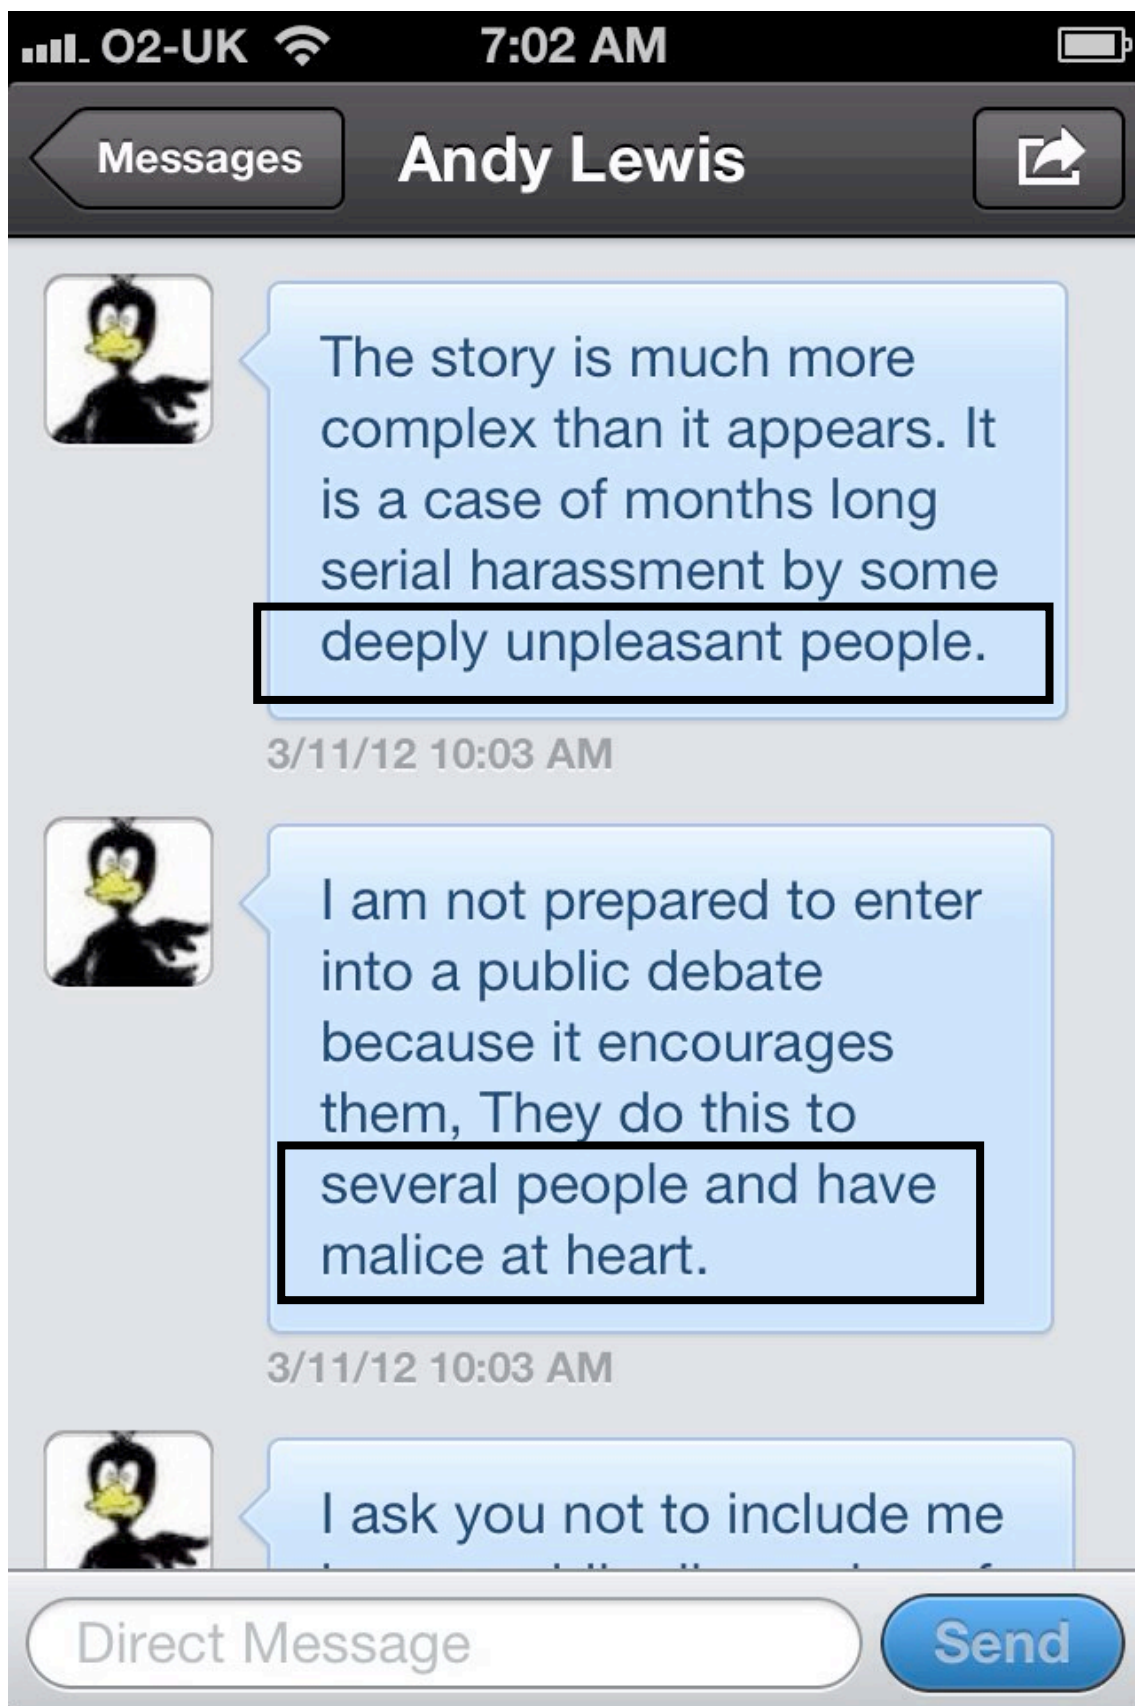 O2-UK 7:02 AM
Messages Andy Lewis
The story is much more
complex than it appears. It
is a case of months long
serial harassment by some
deeply unpleasant people.
3/11/12 10:03 AM
I am not prepared to enter
into a public debate
because it encourages
them, They do this to
several people and have
malice at heart.
3/11/12 10:03 AM
I ask you not to include me
Direct Message Send